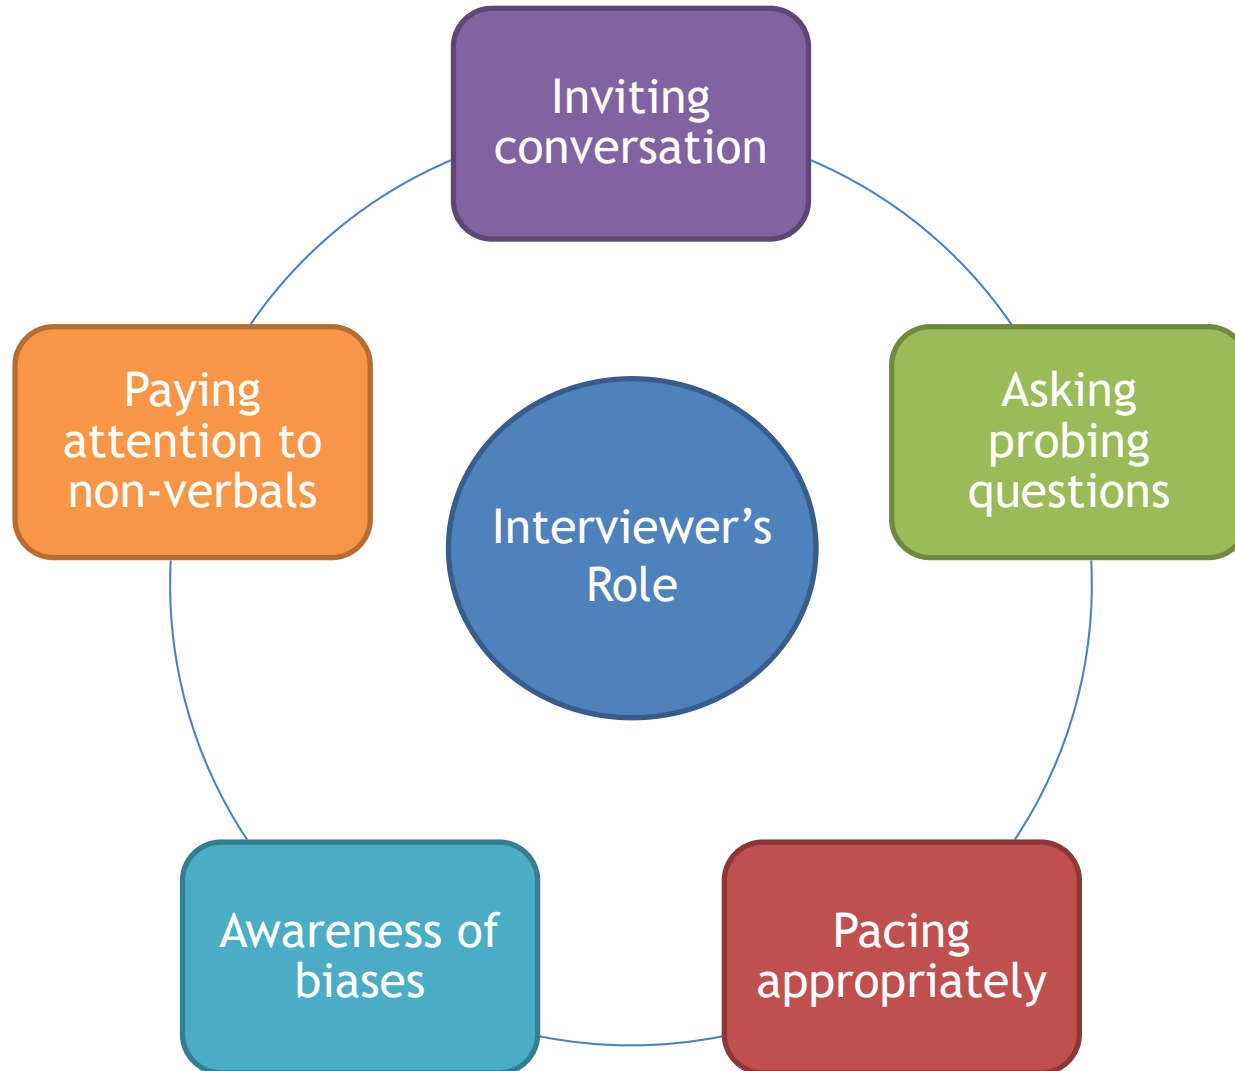 Inviting
conversation
Asking
probing
questions
Pacing
appropriately
Awareness of
biases
Paying
attention to
non-verbals
Interviewer’s
Role